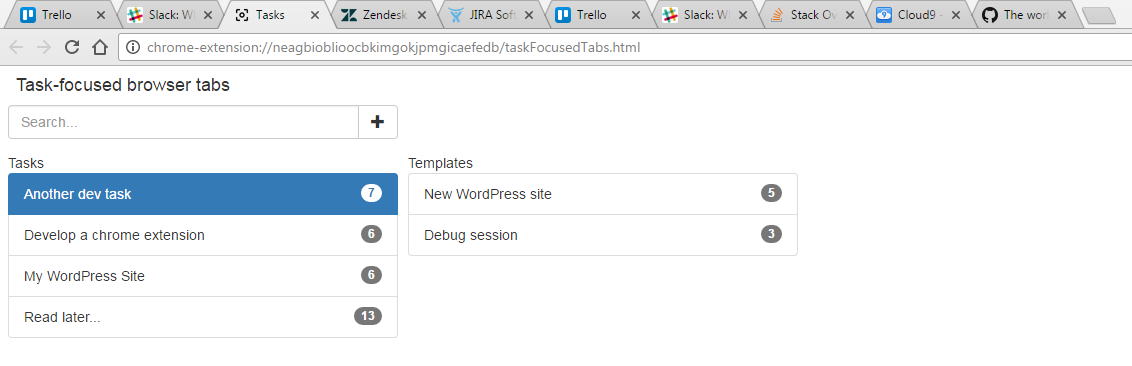 Trello Slack: W Tasks Zendesk JIRA Soft Trello Slack: W Stack Ov Cloud9 - The wor
chrome-extension://neagbioblioocbkimgokjpmgicaefedb/taskFocusedTabs.html
Task-focused browser tabs
Search...
Tasks
Another dev task 7
Develop a chrome extension 6
My WordPress Site 6
Read later... 13
Templates
New WordPress site 5
Debug session 3